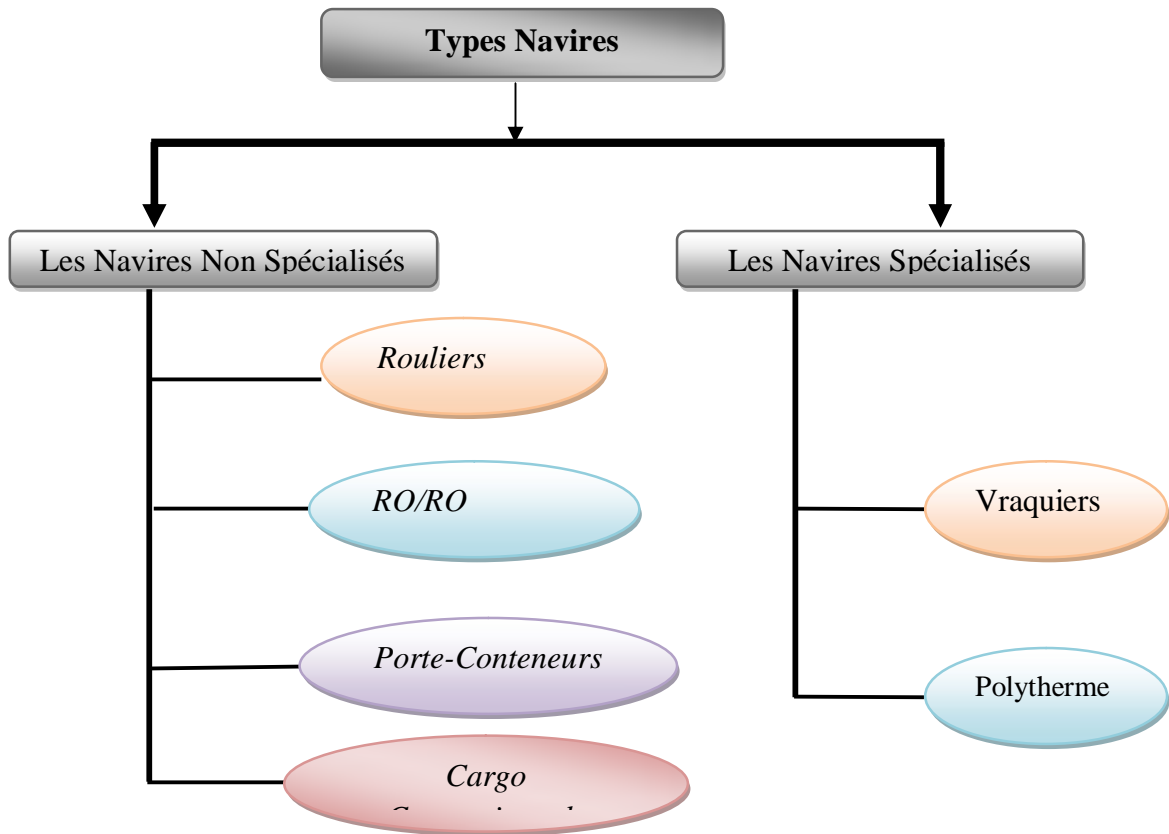 Types Navires
Les Navires Non Spécialisés
Les Navires Spécialisés
Rouliers
RO/RO
Vraquiers
Porte-Conteneurs
Polytherme
Cargo